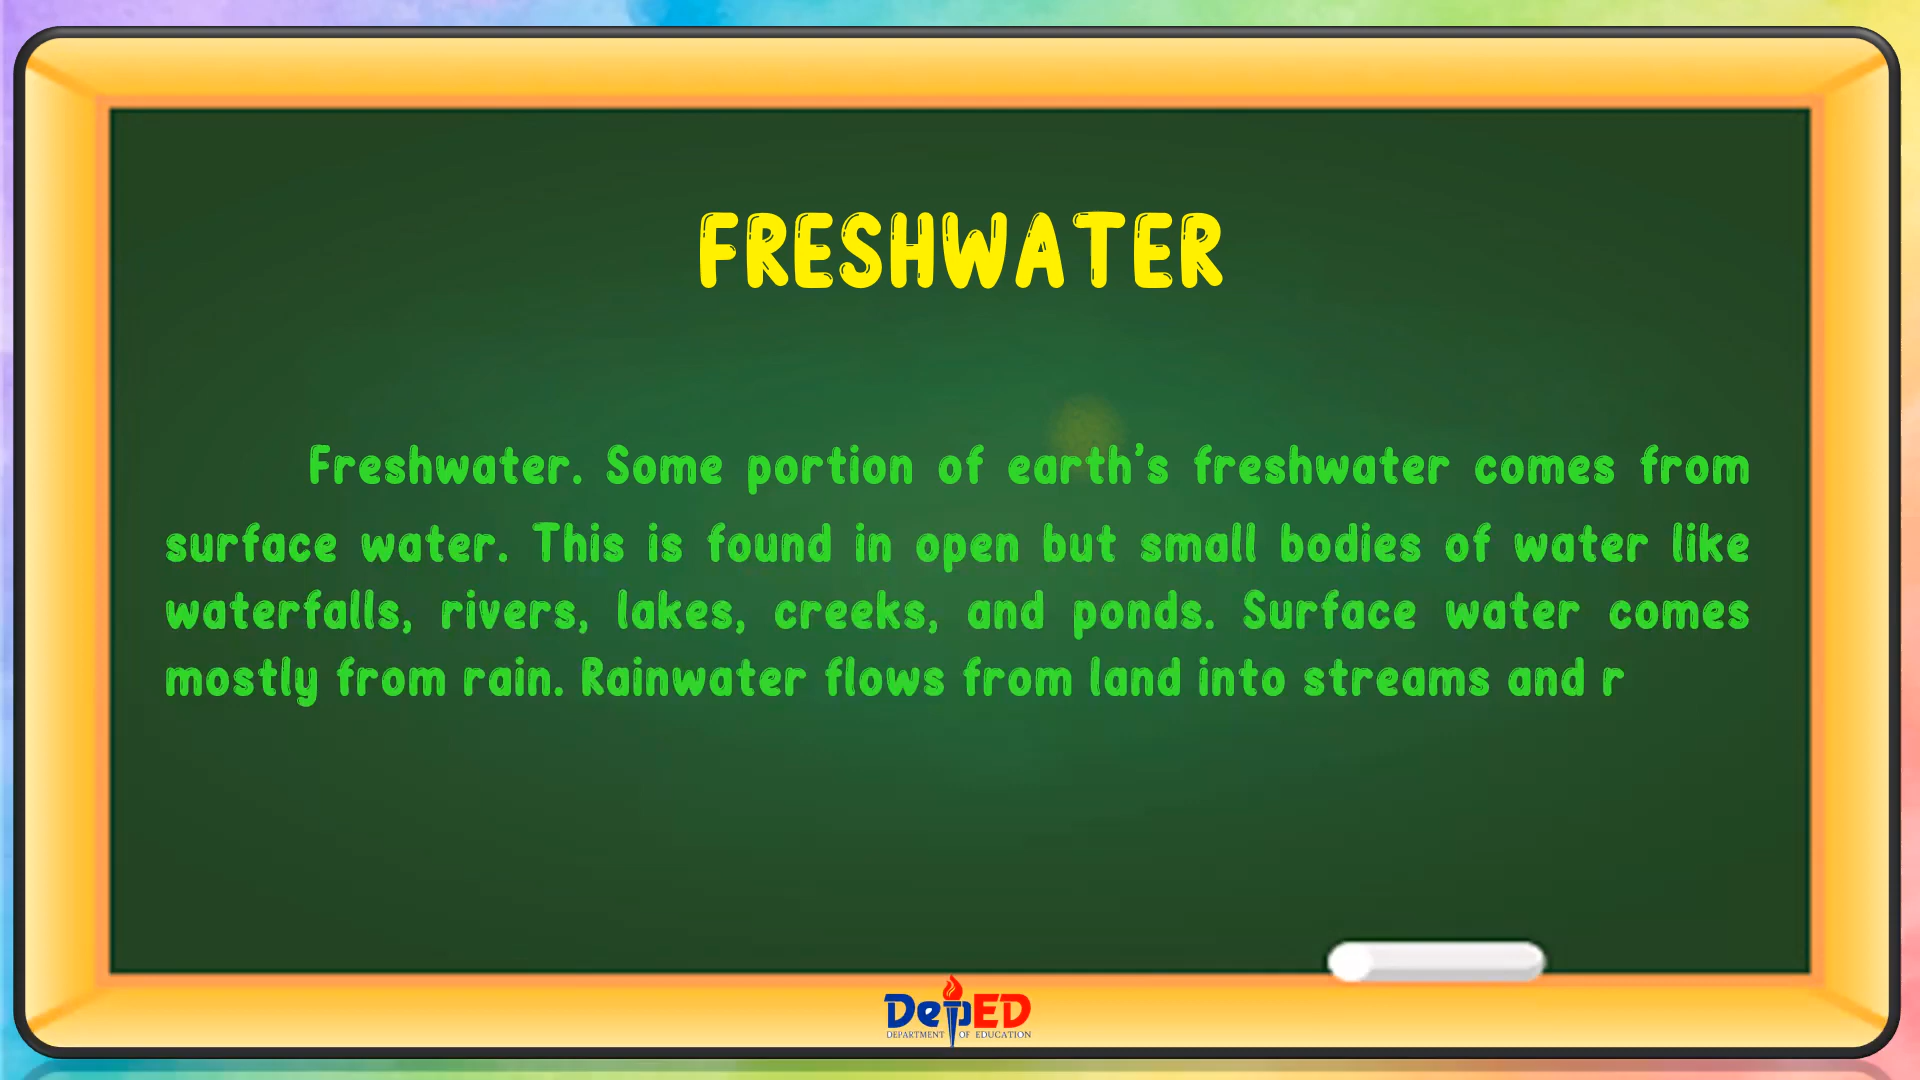 FRESHWATER
Freshwater. Some portion of earth's freshwater comes from
surface water. This is found in open but small bodies of water like
waterfalls, rivers, lakes, creeks, and ponds. Surface water comes
mostly from rain. Rainwater flows from land into streams and r
DepED
DEPARTMENT OF EDUCATION